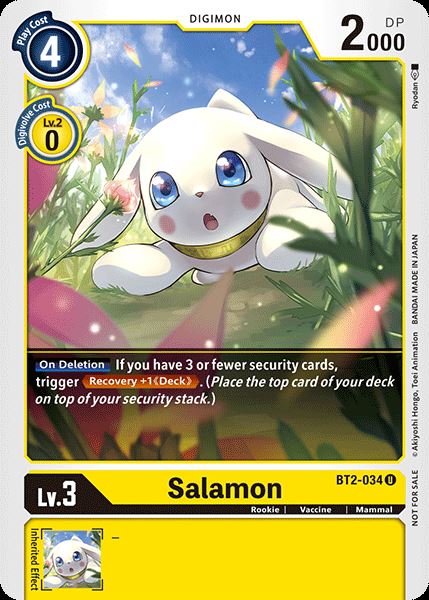 DIGIMON
Play Cost
4
DP
2000
Digivolve Cost
Lv.2
0
Ryodan
On Deletion If you have 3 or fewer security cards,
trigger Recovery +1《Deck》. (Place the top card of your deck
on top of your security stack.)
© Akiyoshi Hongo, Toei Animation BANDAI MADE IN JAPAN
NOT FOR SALE
Lv.3
Salamon
BT2-034 U
Rookie | Vaccine | Mammal
Inherited Effect
–